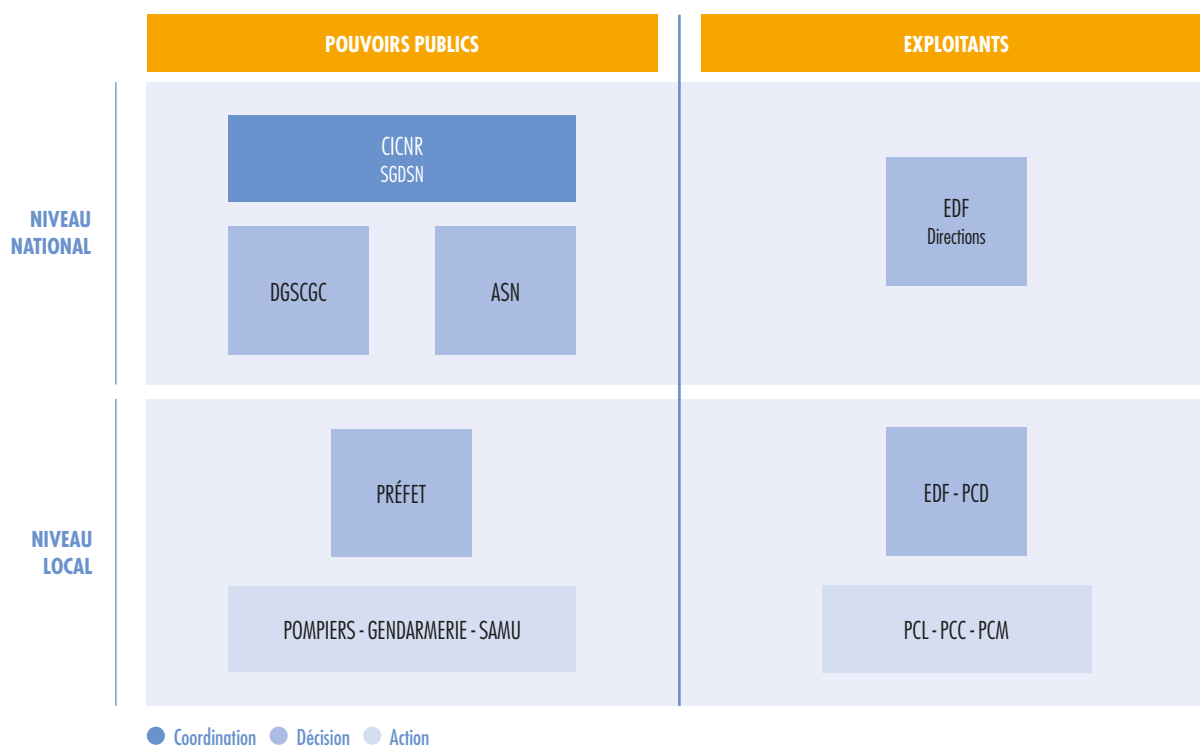 POUVOIRS PUBLICS
EXPLOITANTS
NIVEAU
NATIONAL
CICNR
SGDSN
DGSCGC
ASN
EDF
Directions
NIVEAU
LOCAL
PRÉFET
POMPIERS - GENDARMERIE - SAMU
EDF - PCD
PCL - PCC - PCM
Coordination Décision Action